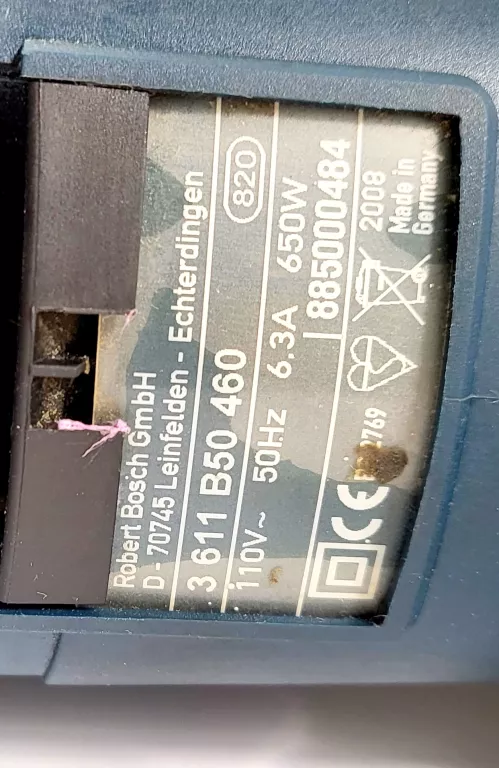 Robert Bosch GmbH
D - 70745 Leinfelden - Echterdingen
3 611 B50 460 820
110V~ 50Hz 6.3A 650W
885000484
CE 2769 2008
Made in
Germany